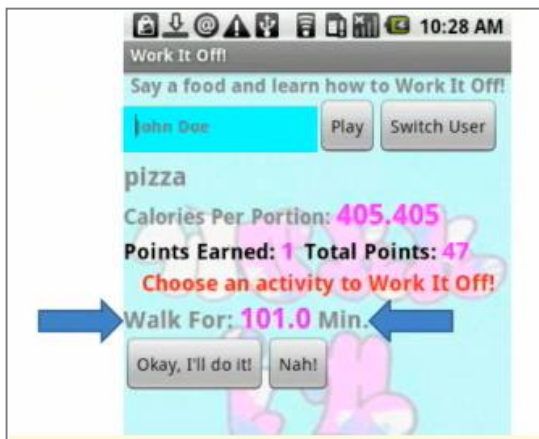 10:28 AM
Work It Off!
Say a food and learn how to Work It Off!
John Doe Play Switch User
pizza
Calories Per Portion: 405.405
Points Earned: 1 Total Points: 47
Choose an activity to Work It Off!
Walk For: 101.0 Min.
Okay, I'll do it! Nah!